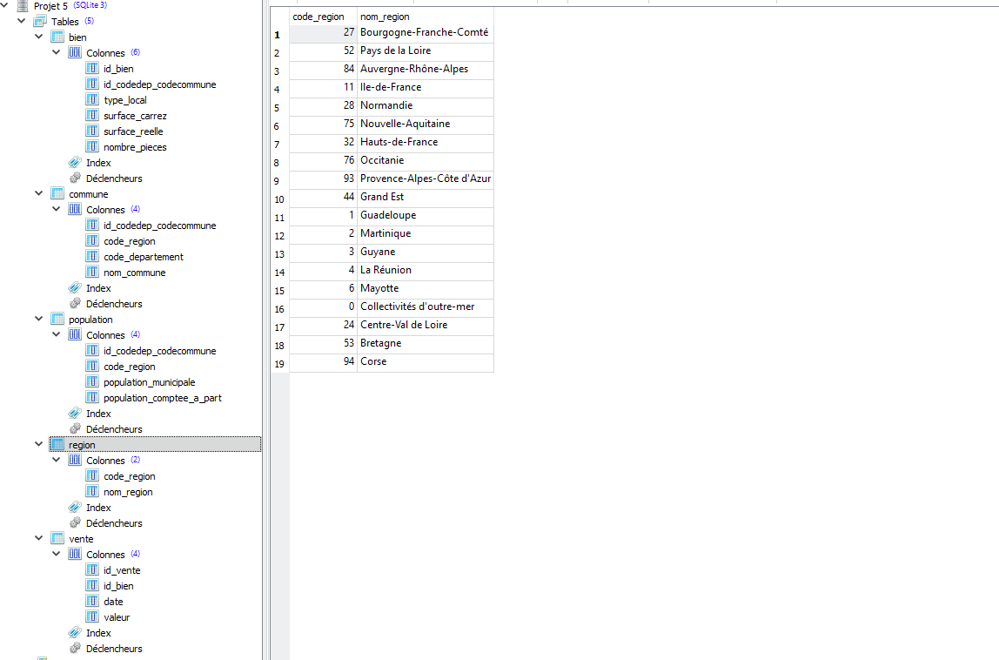 Projet 5 (SQLite 3)
Tables (5)
bien
Colonnes (6)
id_bien
id_codedep_codecommune
type_local
surface_carrez
surface_reelle
nombre_pieces
Index
Déclencheurs
commune
Colonnes (4)
id_codedep_codecommune
code_region
code_departement
nom_commune
Index
Déclencheurs
population
Colonnes (4)
id_codedep_codecommune
code_region
population_municipale
population_comptee_a_part
Index
Déclencheurs
region
Colonnes (2)
code_region
nom_region
Index
Déclencheurs
vente
Colonnes (4)
id_vente
id_bien
date
valeur
Index
Déclencheurs
code_region nom_region
1 27 Bourgogne-Franche-Comté
2 52 Pays de la Loire
3 84 Auvergne-Rhône-Alpes
4 11 Ile-de-France
5 28 Normandie
6 75 Nouvelle-Aquitaine
7 32 Hauts-de-France
8 76 Occitanie
9 93 Provence-Alpes-Côte d'Azur
10 44 Grand Est
11 1 Guadeloupe
12 2 Martinique
13 3 Guyane
14 4 La Réunion
15 6 Mayotte
16 0 Collectivités d'outre-mer
17 24 Centre-Val de Loire
18 53 Bretagne
19 94 Corse